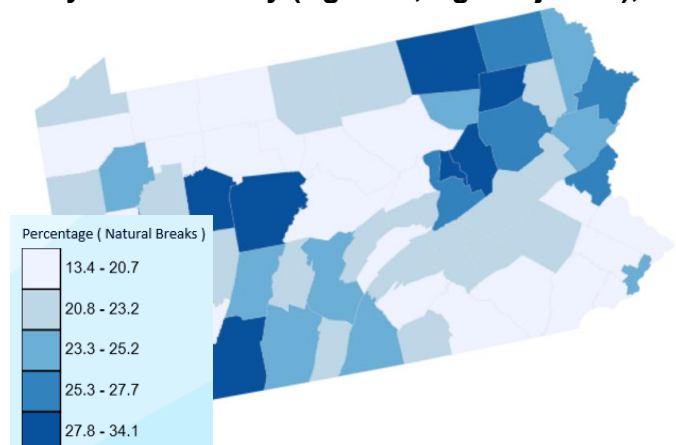 Percentage ( Natural Breaks )
13.4 - 20.7
20.8 - 23.2
23.3 - 25.2
25.3 - 27.7
27.8 - 34.1